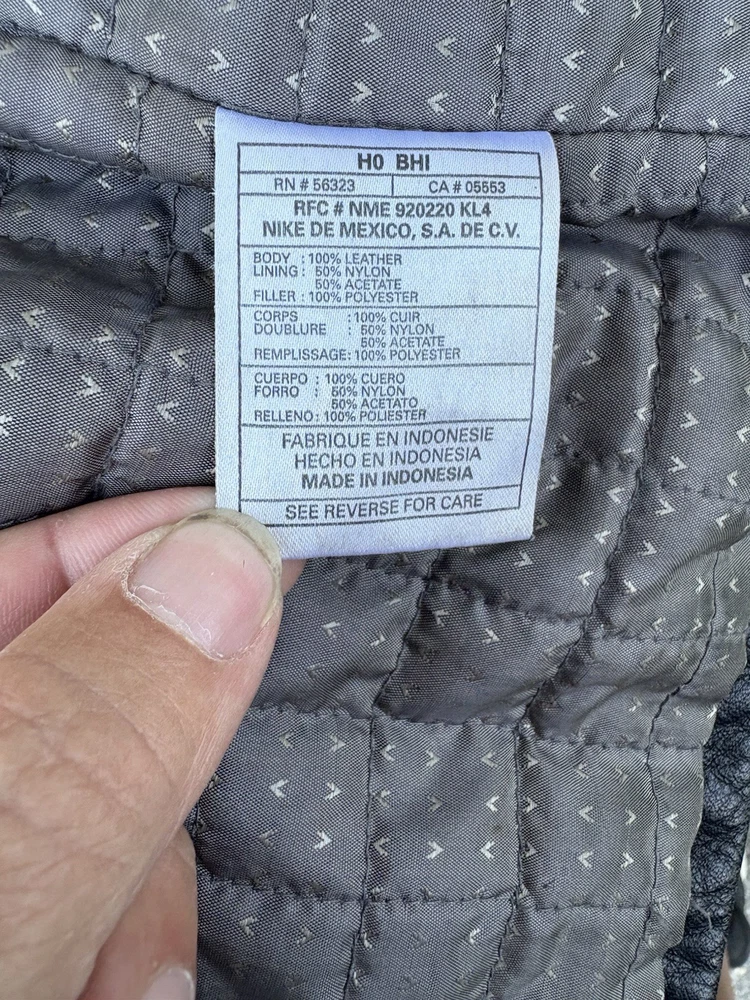 H0 BHI
RN # 56323 CA # 05553
RFC # NME 920220 KL4
NIKE DE MEXICO, S.A. DE C.V.
BODY : 100% LEATHER
LINING : 50% NYLON
50% ACETATE
FILLER : 100% POLYESTER
CORPS : 100% CUIR
DOUBLURE : 50% NYLON
50% ACETATE
REMPLISSAGE: 100% POLYESTER
CUERPO : 100% CUERO
FORRO : 50% NYLON
50% ACETATO
RELLENO: 100% POLIESTER
FABRIQUE EN INDONESIE
HECHO EN INDONESIA
MADE IN INDONESIA
SEE REVERSE FOR CARE